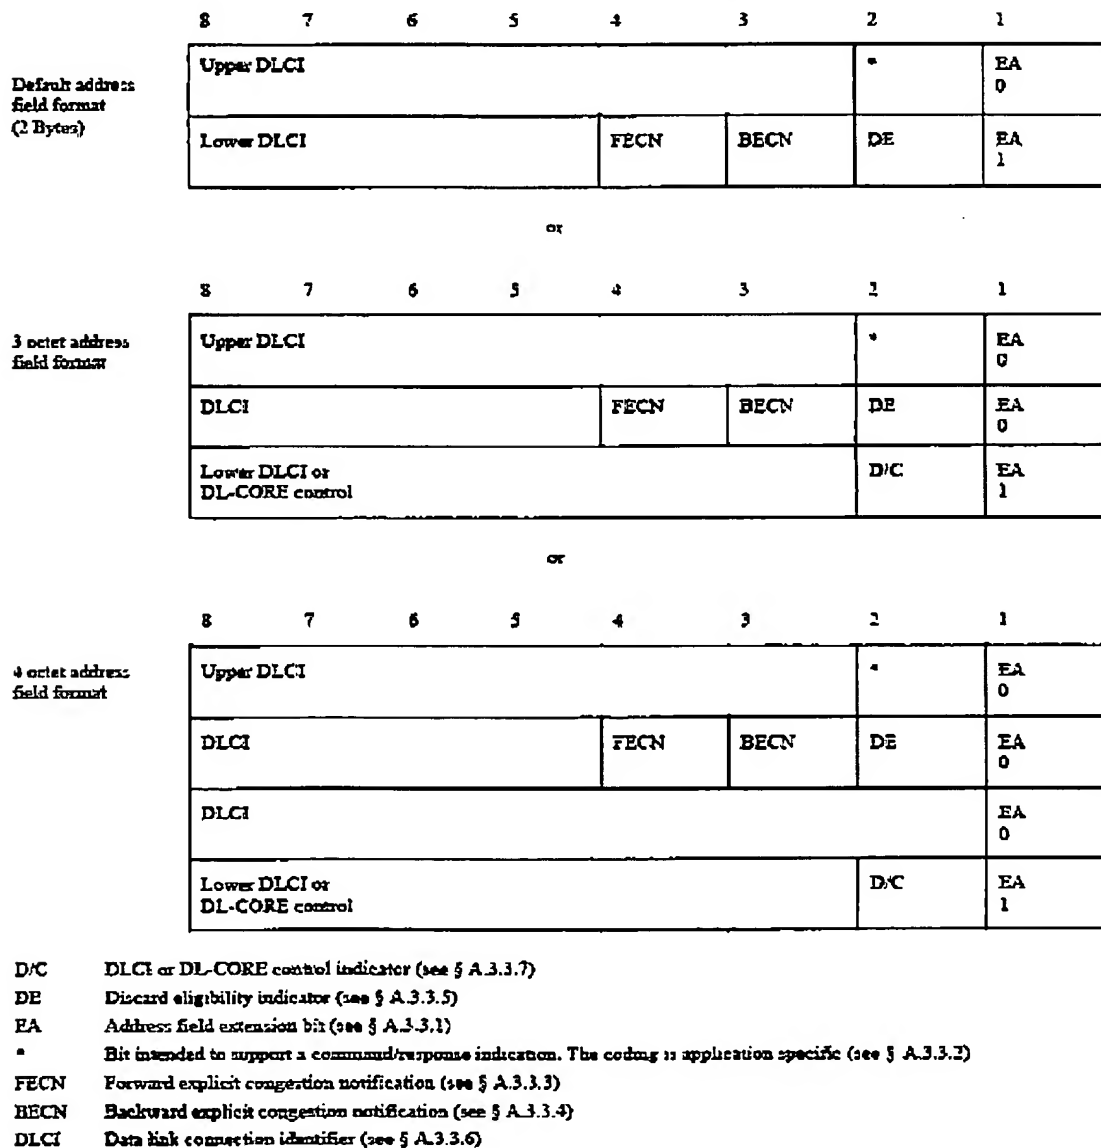 8 7 6 5 4 3 2 1
Default address
field format
(2 Bytes)
Upper DLCI * EA
0
Lower DLCI FECN BECN DE EA
1
or
8 7 6 5 4 3 2 1
3 octet address
field format
Upper DLCI * EA
0
DLCI FECN BECN DE EA
0
Lower DLCI or D/C EA
DL-CORE control 1
or
8 7 6 5 4 3 2 1
4 octet address
field format
Upper DLCI * EA
0
DLCI FECN BECN DE EA
0
DLCI EA
0
Lower DLCI or D/C EA
DL-CORE control 1
D/C DLCI or DL-CORE control indicator (see § A.3.3.7)
DE Discard eligibility indicator (see § A.3.3.5)
EA Address field extension bit (see § A.3.3.1)
* Bit intended to support a command/response indication. The coding is application specific (see § A.3.3.2)
FECN Forward explicit congestion notification (see § A.3.3.3)
BECN Backward explicit congestion notification (see § A.3.3.4)
DLCI Data link connection identifier (see § A.3.3.6)